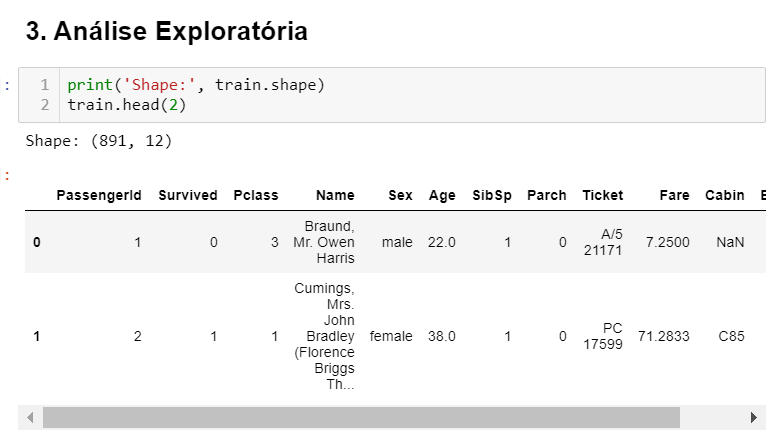 3. Análise Exploratória
:
1 print('Shape:', train.shape)
2 train.head(2)
Shape: (891, 12)
:
PassengerId Survived Pclass Name Sex Age SibSp Parch Ticket Fare Cabin E
0 1 0 3 Braund, Mr. Owen Harris male 22.0 1 0 A/5 21171 7.2500 NaN
1 2 1 1 Cumings, Mrs. John Bradley (Florence Briggs Th... female 38.0 1 0 PC 17599 71.2833 C85